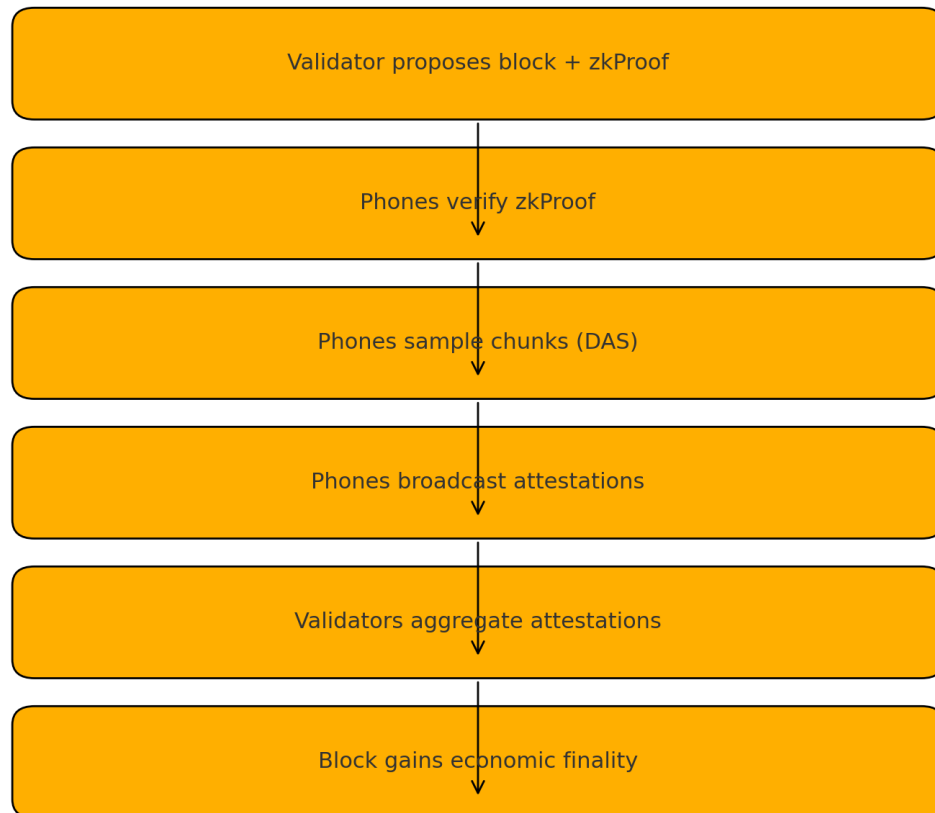 Validator proposes block + zkProof
Phones verify zkProof
Phones sample chunks (DAS)
Phones broadcast attestations
Validators aggregate attestations
Block gains economic finality